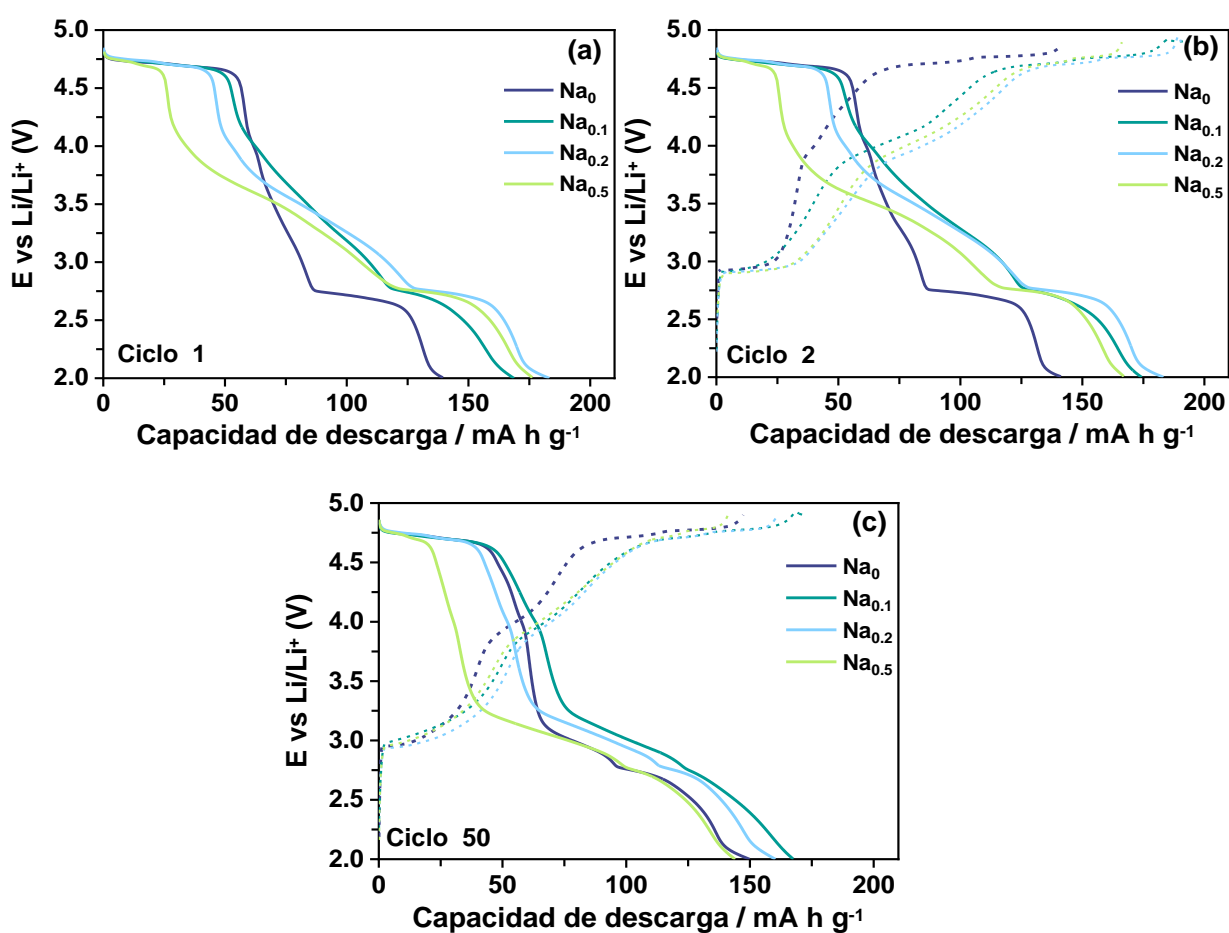 (a)
5.0
4.5
4.0
3.5
3.0
2.5
2.0
E vs Li/Li⁺ (V)
Na₀
Na₀.₁
Na₀.₂
Na₀.₅
Ciclo 1
0 50 100 150 200
Capacidad de descarga / mA h g⁻¹
(b)
5.0
4.5
4.0
3.5
3.0
2.5
2.0
E vs Li/Li⁺ (V)
Na₀
Na₀.₁
Na₀.₂
Na₀.₅
Ciclo 2
0 50 100 150 200
Capacidad de descarga / mA h g⁻¹
(c)
5.0
4.5
4.0
3.5
3.0
2.5
2.0
E vs Li/Li⁺ (V)
Na₀
Na₀.₁
Na₀.₂
Na₀.₅
Ciclo 50
0 50 100 150 200
Capacidad de descarga / mA h g⁻¹